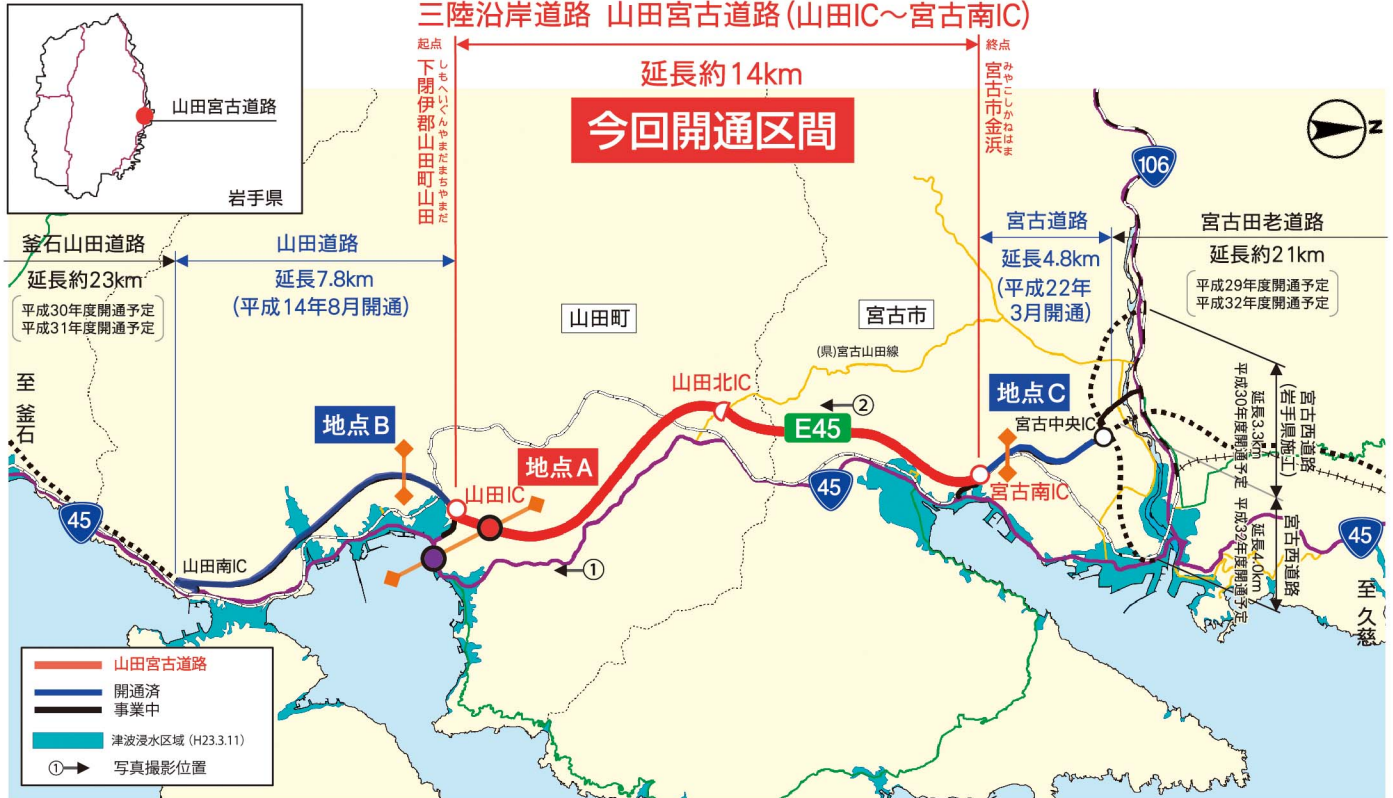 三陸沿岸道路 山田宮古道路(山田IC～宮古南IC)
起点
下閉伊郡山田町山田
しもへいぐんやまだまちやまだ
延長約14km
今回開通区間
終点
宮古市金浜
みやこしかねはま
山田宮古道路
岩手県
N
106
釜石山田道路
延長約23km
平成30年度開通予定
平成31年度開通予定
山田道路
延長7.8km
(平成14年8月開通)
宮古道路
延長4.8km
(平成22年
3月開通)
宮古田老道路
延長約21km
平成29年度開通予定
平成32年度開通予定
山田町
宮古市
(県)宮古山田線
至 釜石
地点B
山田北IC
②
E45
地点C
宮古中央IC
宮古西道路
(岩手県施工)
延長3.3km
平成30年度開通予定
地点A
山田IC
45
宮古南IC
45
山田南IC
①
宮古西道路
延長4.0km
平成32年度開通予定
45
至 久慈
山田宮古道路
開通済
事業中
津波浸水区域 (H23.3.11)
① 写真撮影位置